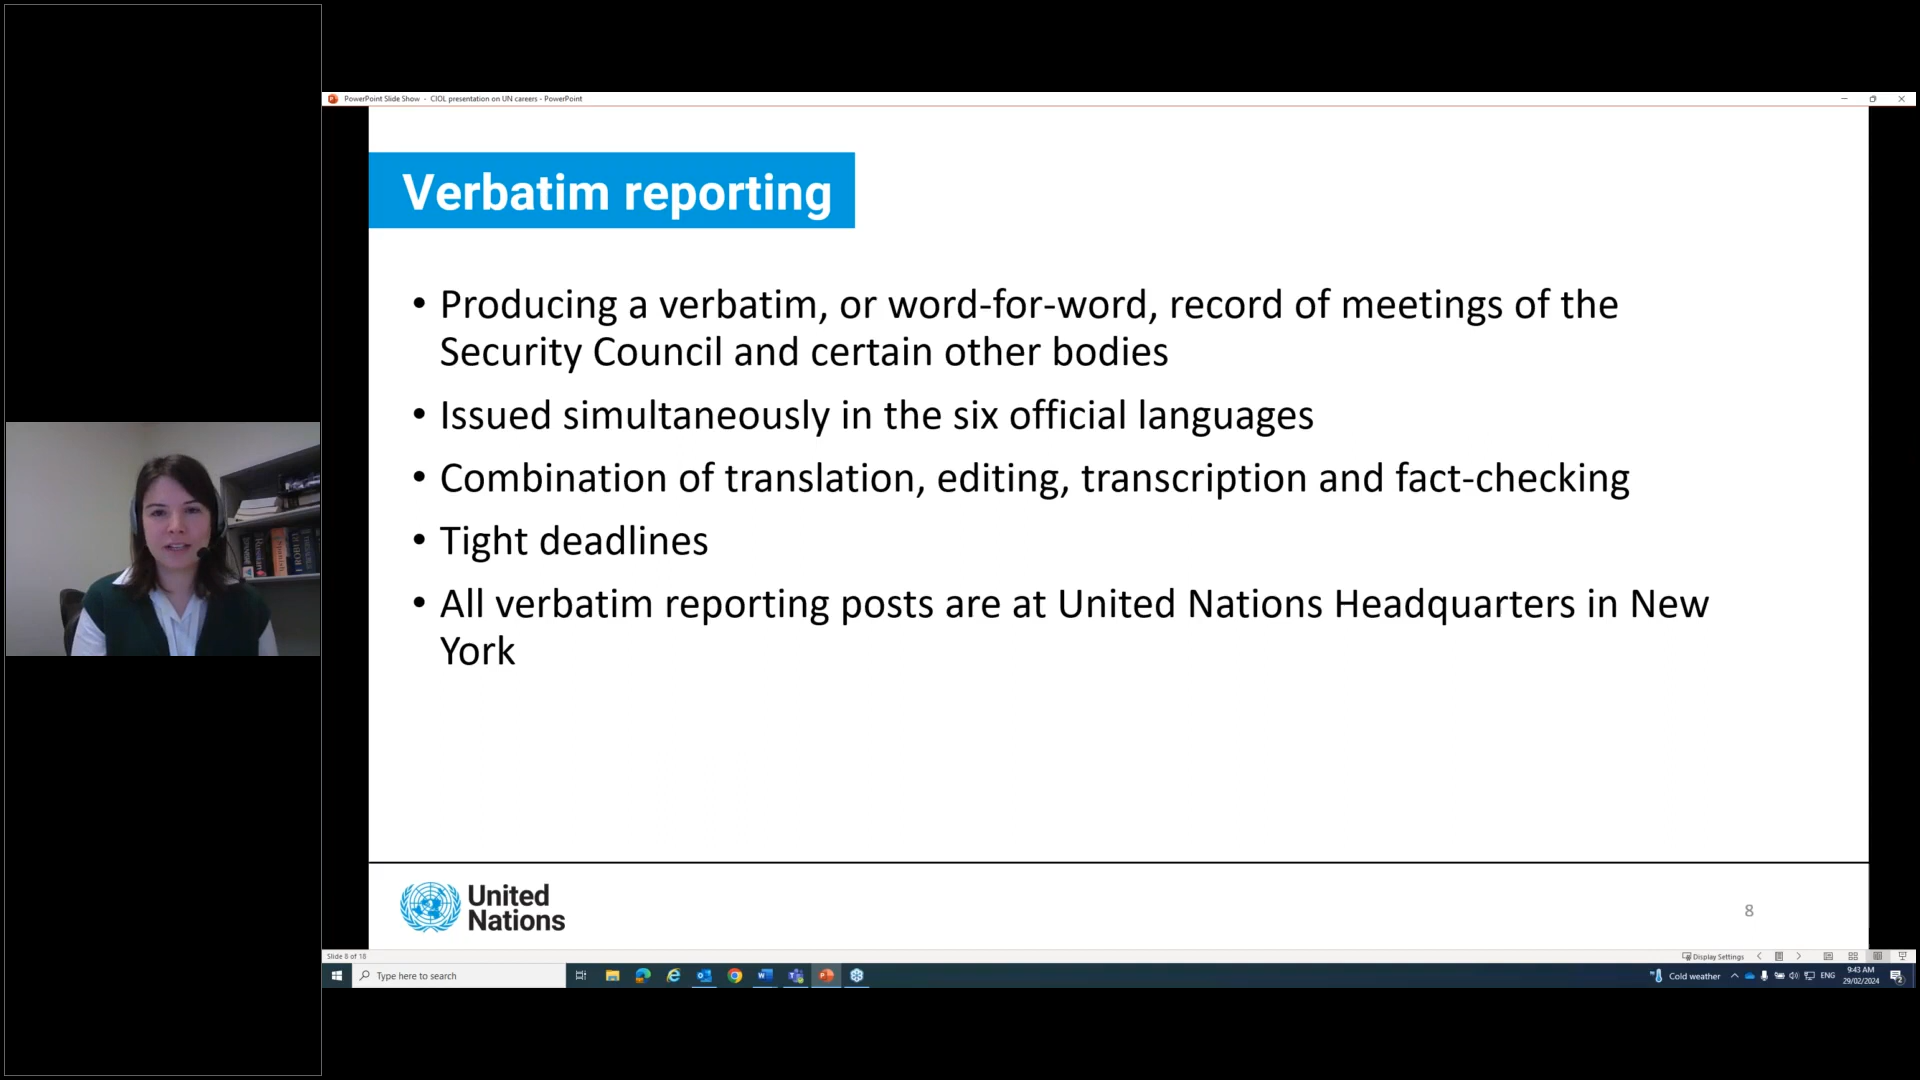 PowerPoint Slide Show - CIOL presentation on UN careers - PowerPoint
Verbatim reporting
• Producing a verbatim, or word-for-word, record of meetings of the
Security Council and certain other bodies
• Issued simultaneously in the six official languages
• Combination of translation, editing, transcription and fact-checking
• Tight deadlines
• All verbatim reporting posts are at United Nations Headquarters in New
York
United
Nations
8
Slide 8 of 18
Display Settings
Type here to search
Cold weather
ENG
9:43 AM
29/02/2024
Russian
Spanish